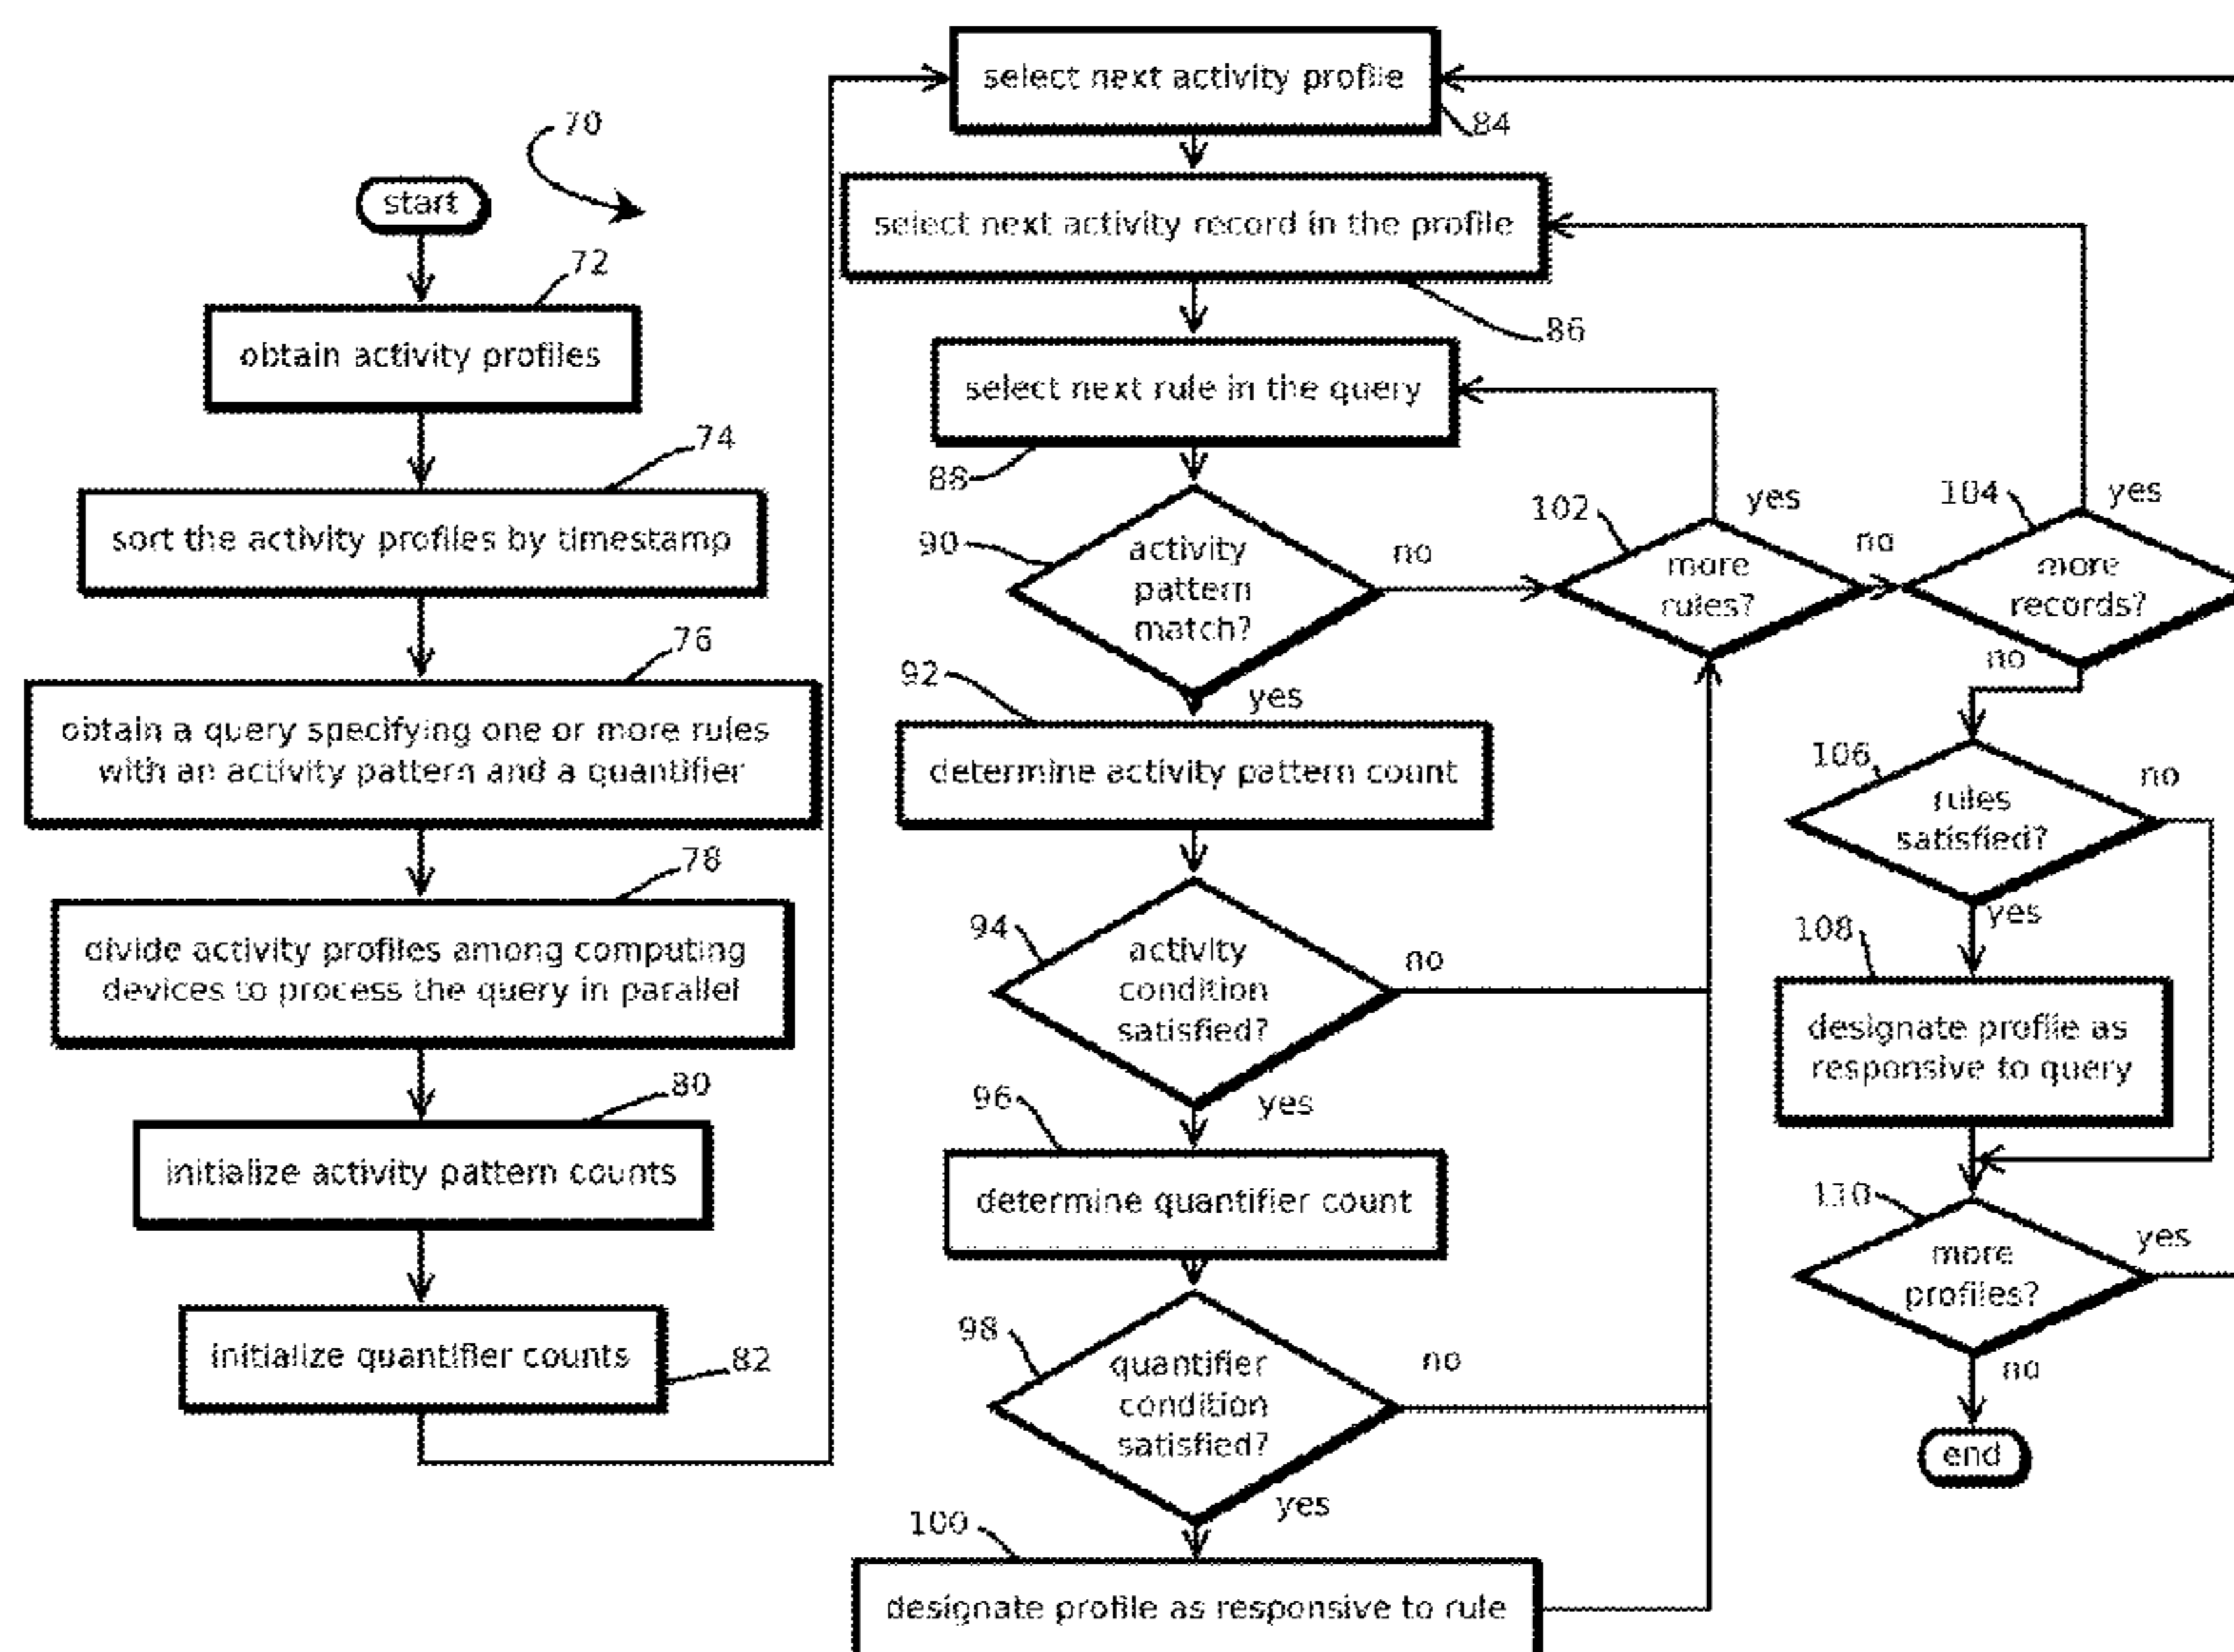 70
start
72
obtain activity profiles
74
sort the activity profiles by timestamp
76
obtain a query specifying one or more rules
with an activity pattern and a quantifier
78
divide activity profiles among computing
devices to process the query in parallel
80
initialize activity pattern counts
initialize quantifier counts
82
select next activity profile
84
select next activity record in the profile
86
select next rule in the query
88
90
activity
pattern
match?
no
yes
92
determine activity pattern count
94
activity
condition
satisfied?
no
yes
96
determine quantifier count
98
quantifier
condition
satisfied?
no
yes
100
designate profile as responsive to rule
102
more
rules?
yes
no
104
more
records?
yes
no
106
rules
satisfied?
no
yes
108
designate profile as
responsive to query
110
more
profiles?
yes
no
end